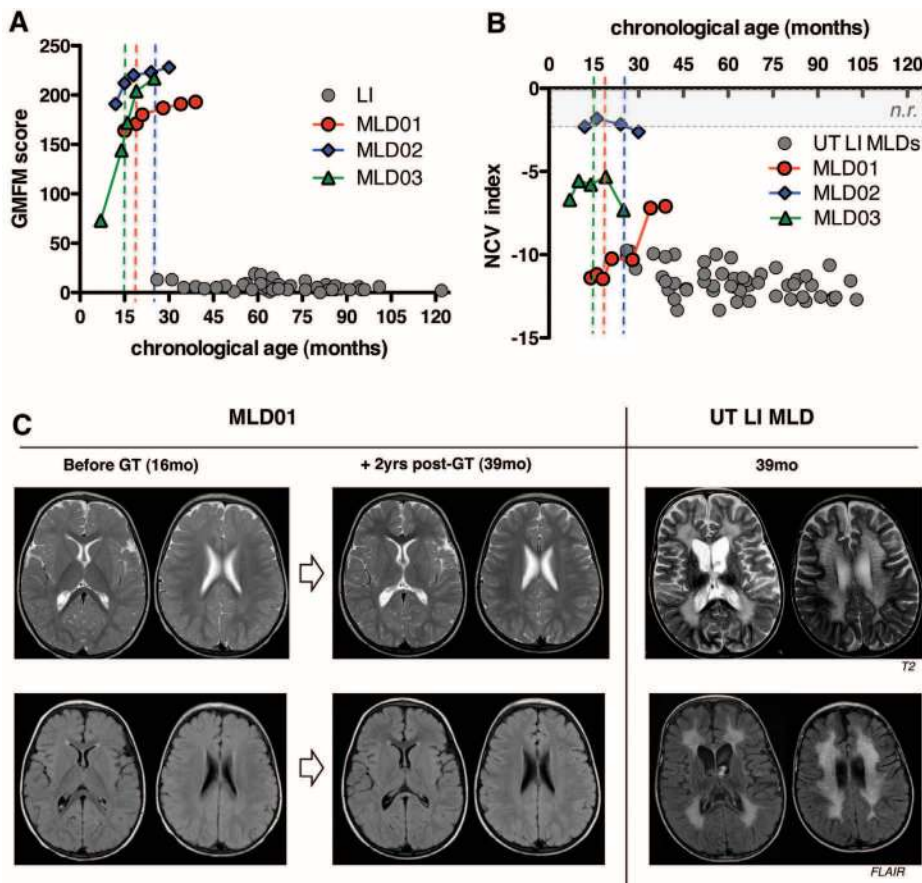 A
250
200
150
100
50
0
GMFM score
0 15 30 45 60 75 90 105 120
chronological age (months)
LI
MLD01
MLD02
MLD03
B
chronological age (months)
0 15 30 45 60 75 90 105 120
0
-5
-10
-15
NCV index
n.r.
UT LI MLDs
MLD01
MLD02
MLD03
C
MLD01
UT LI MLD
Before GT (16mo)
+ 2yrs post-GT (39mo)
39mo
T2
FLAIR